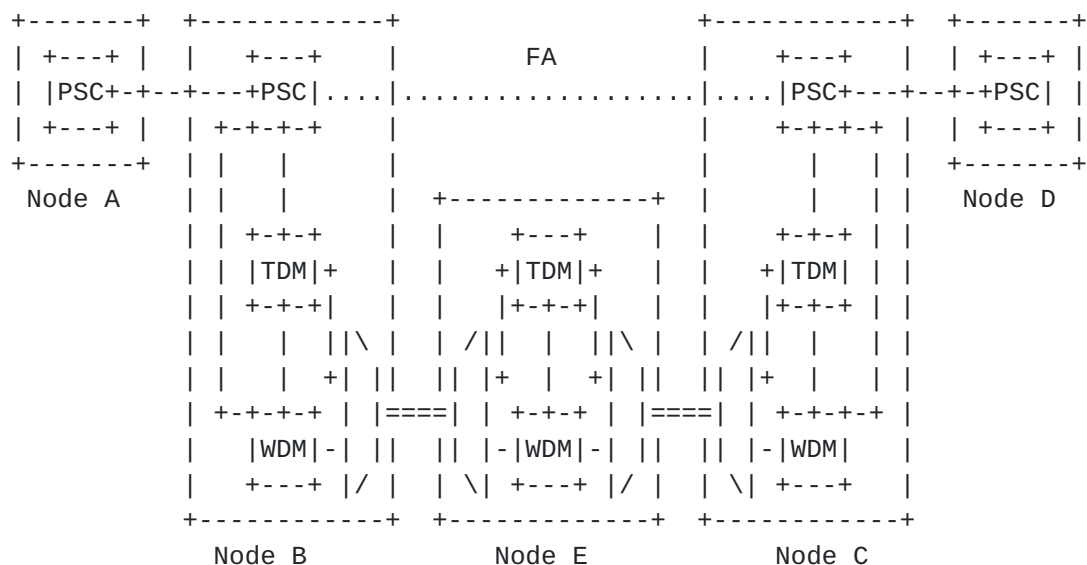 FA
PSC PSC PSC PSC
Node A Node D
TDM TDM TDM
WDM WDM WDM
Node B Node E Node C